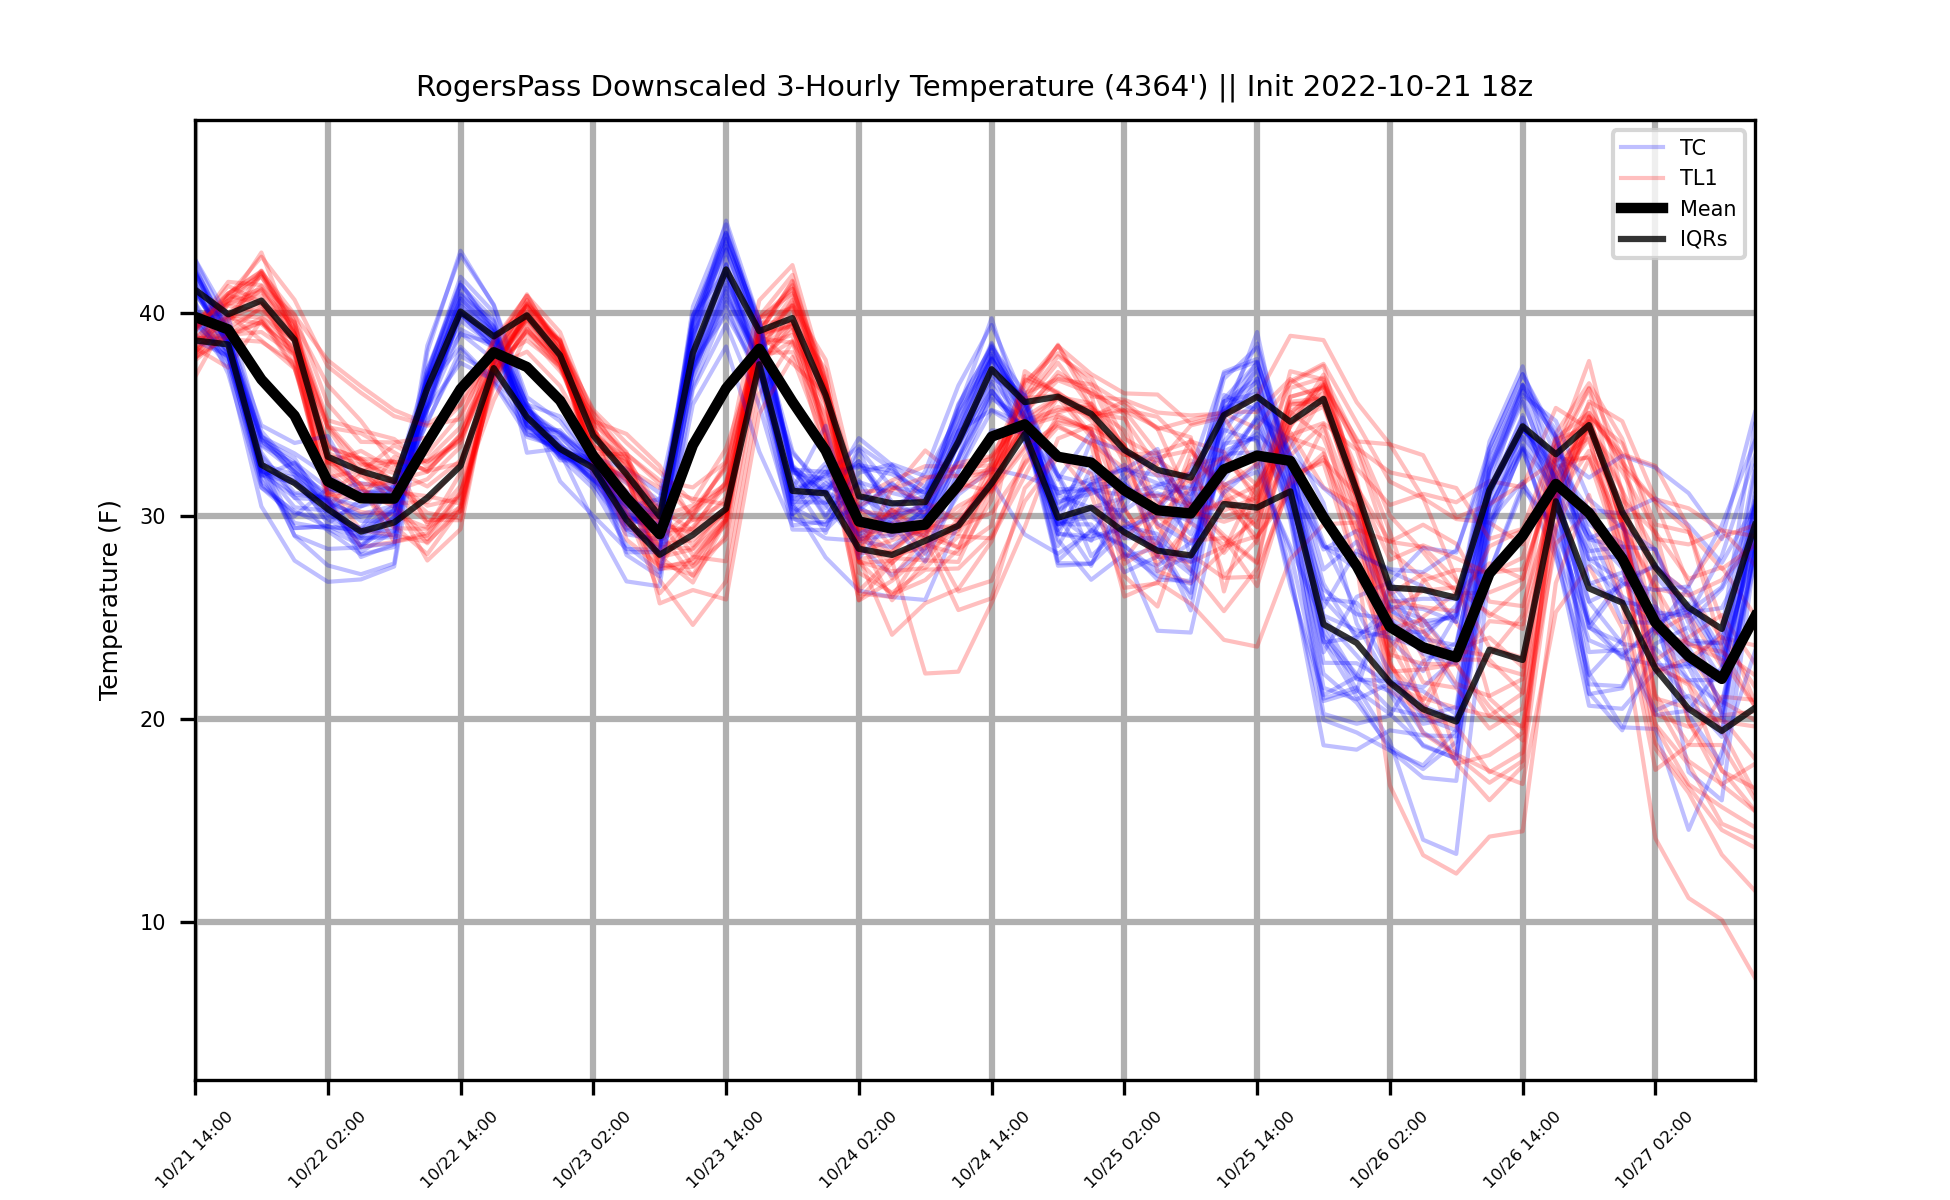 RogersPass Downscaled 3-Hourly Temperature (4364') || Init 2022-10-21 18z
TC
TL1
Mean
IQRs
Temperature (F)
40
30
20
10
10/21 14:00
10/22 02:00
10/22 14:00
10/23 02:00
10/23 14:00
10/24 02:00
10/24 14:00
10/25 02:00
10/25 14:00
10/26 02:00
10/26 14:00
10/27 02:00